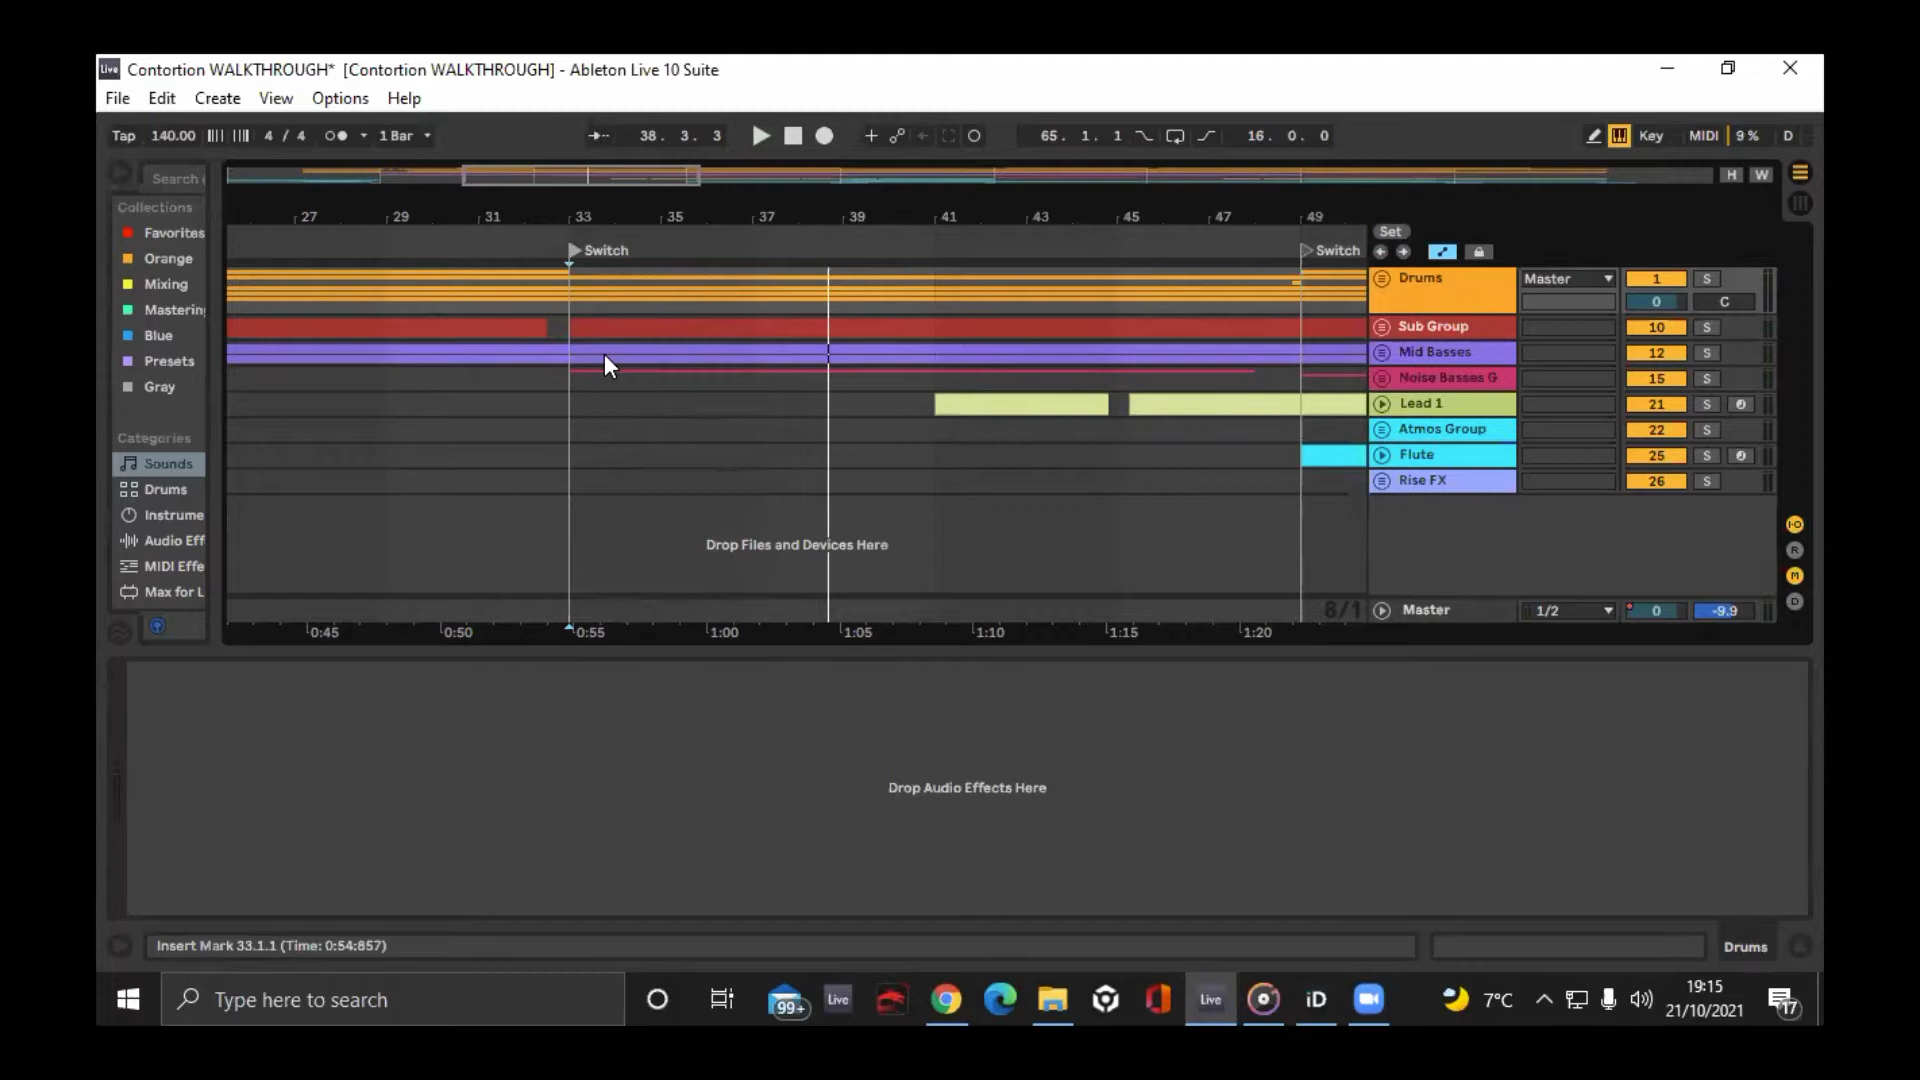 Live Contortion WALKTHROUGH* [Contortion WALKTHROUGH] - Ableton Live 10 Suite
File Edit Create View Options Help
Tap 140.00 4 / 4 1 Bar 38. 3. 3 65. 1. 1 16. 0. 0 Key MIDI 9 % D
Search (
H W
Collections
27 29 31 33 35 37 39 41 43 45 47 49
Favorites
Set
Switch Switch
Orange
Drums Master 1 S
Mixing
0 C
Mastering
Sub Group 10 S
Blue
Mid Basses 12 S
Presets
Noise Basses G 15 S
Gray
Lead 1 21 S
Atmos Group 22 S
Categories
Flute 25 S
Sounds
Rise FX 26 S
Drums
Instrume
I·O
Audio Eff
Drop Files and Devices Here
R
MIDI Effe
M
Max for L
D
8/1
Master 1/2 0 -9.9
0:45 0:50 0:55 1:00 1:05 1:10 1:15 1:20
Drop Audio Effects Here
Insert Mark 33.1.1 (Time: 0:54:857)
Drums
Type here to search
99+
Live
Live
iD
7°C
19:15
21/10/2021
17